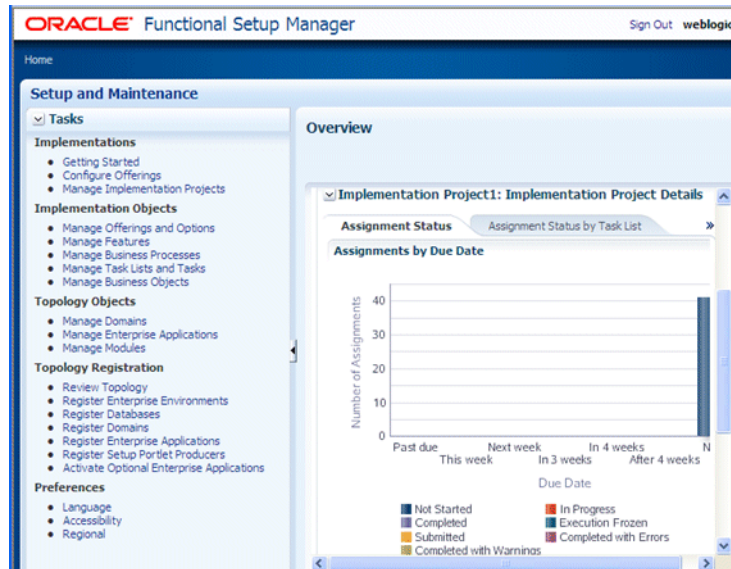 ORACLE® Functional Setup Manager
Sign Out weblogic
Home
Setup and Maintenance
Tasks
Implementations
Getting Started
Configure Offerings
Manage Implementation Projects
Implementation Objects
Manage Offerings and Options
Manage Features
Manage Business Processes
Manage Task Lists and Tasks
Manage Business Objects
Topology Objects
Manage Domains
Manage Enterprise Applications
Manage Modules
Topology Registration
Review Topology
Register Enterprise Environments
Register Databases
Register Domains
Register Enterprise Applications
Register Setup Portlet Producers
Activate Optional Enterprise Applications
Preferences
Language
Accessibility
Regional
Overview
Implementation Project1: Implementation Project Details
Assignment Status
Assignment Status by Task List
»
Assignments by Due Date
Number of Assignments
40
30
20
10
0
Past due
This week
Next week
In 3 weeks
In 4 weeks
After 4 weeks
N
Due Date
Not Started
In Progress
Completed
Execution Frozen
Submitted
Completed with Errors
Completed with Warnings